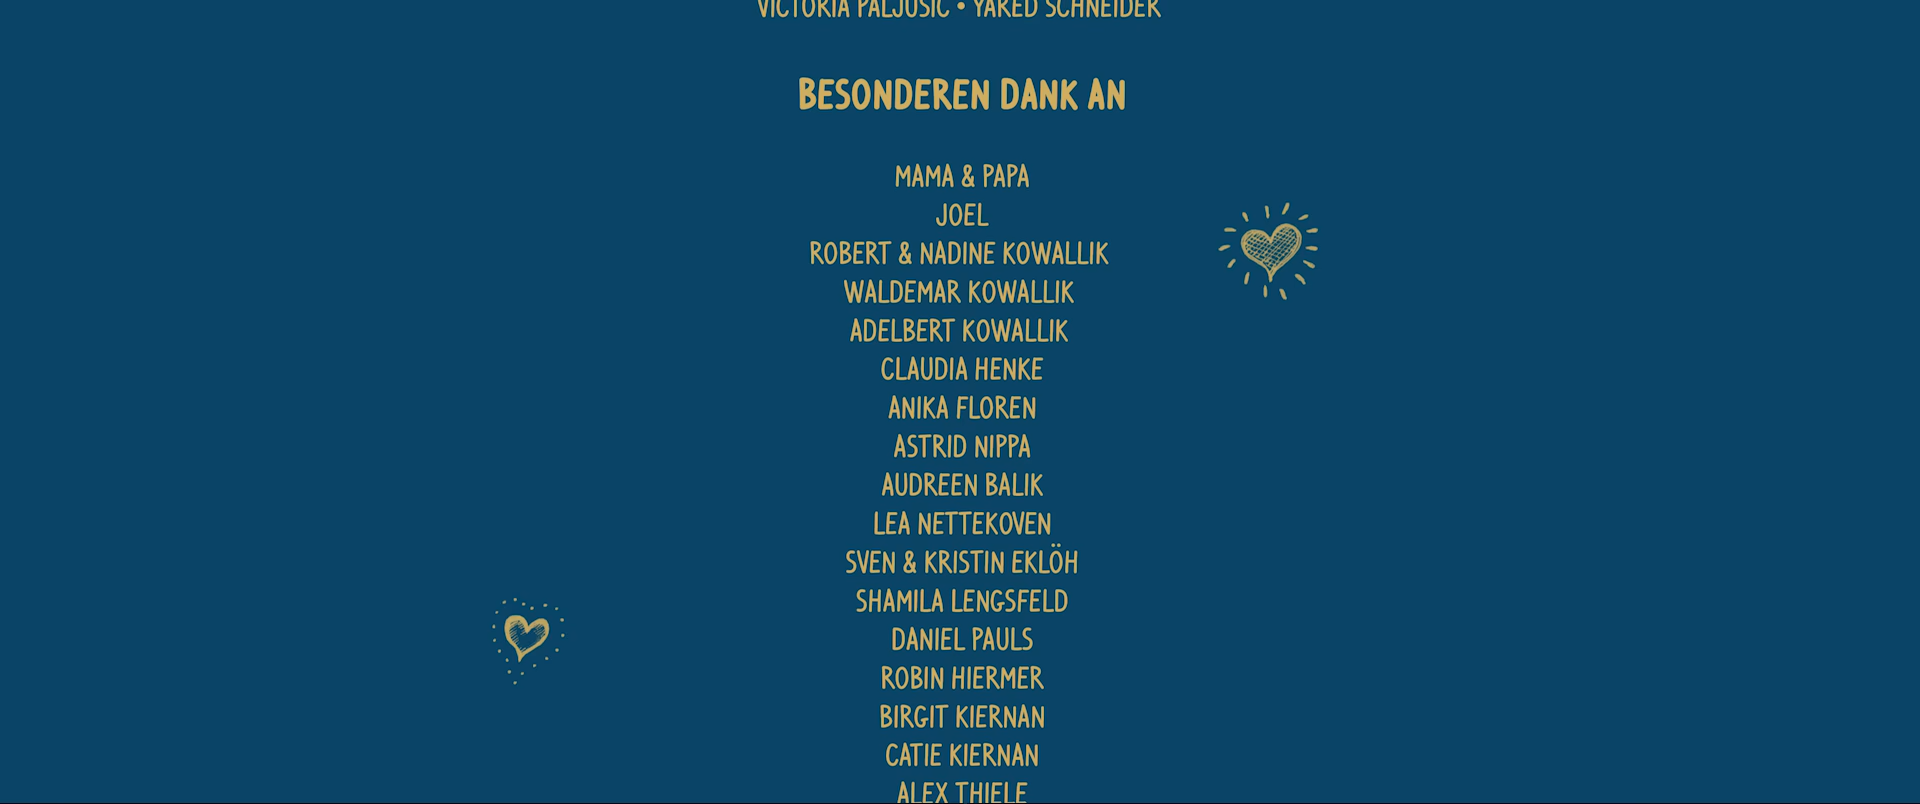 VICTORIA PALJUSIC • YARED SCHNEIDER
BESONDEREN DANK AN
MAMA & PAPA
JOEL
ROBERT & NADINE KOWALLIK
WALDEMAR KOWALLIK
ADELBERT KOWALLIK
CLAUDIA HENKE
ANIKA FLOREN
ASTRID NIPPA
AUDREEN BALIK
LEA NETTEKOVEN
SVEN & KRISTIN EKLÖH
SHAMILA LENGSFELD
DANIEL PAULS
ROBIN HIERMER
BIRGIT KIERNAN
CATIE KIERNAN
ALEX THIELE